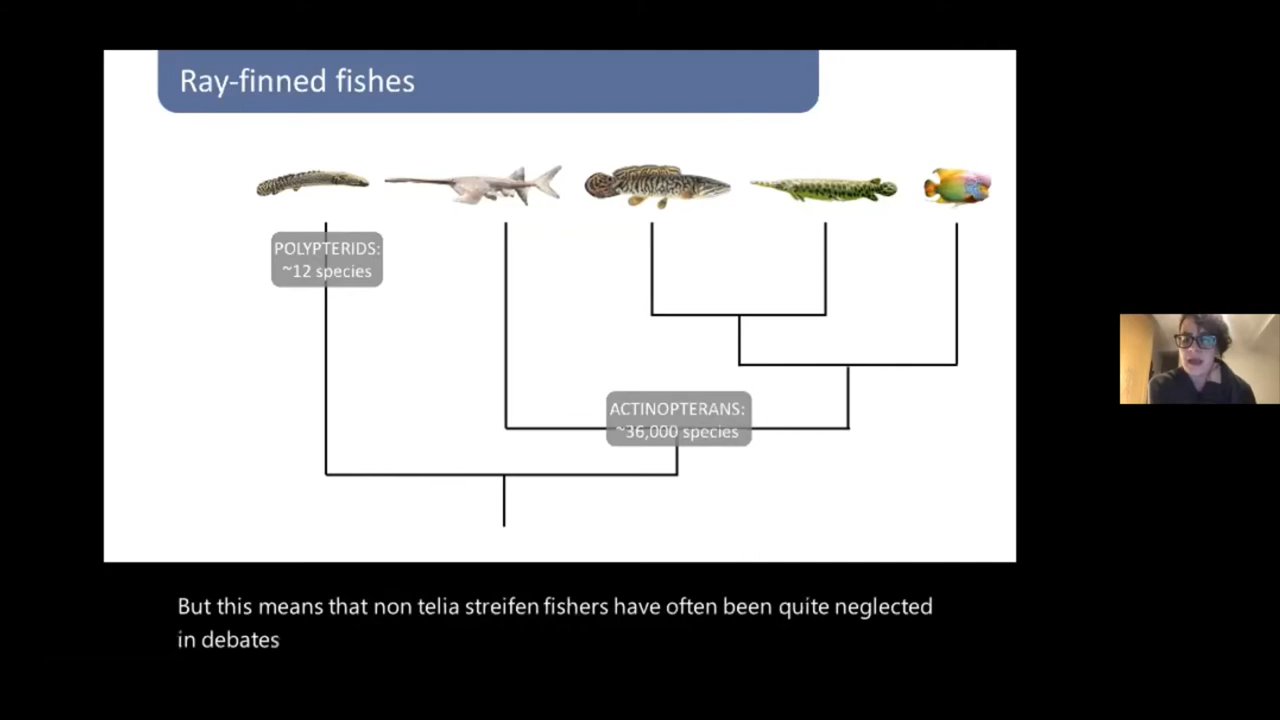 Ray-finned fishes
POLYPTERIDS:
~12 species
ACTINOPTERANS:
~36,000 species
But this means that non telia streifen fishers have often been quite neglected
in debates